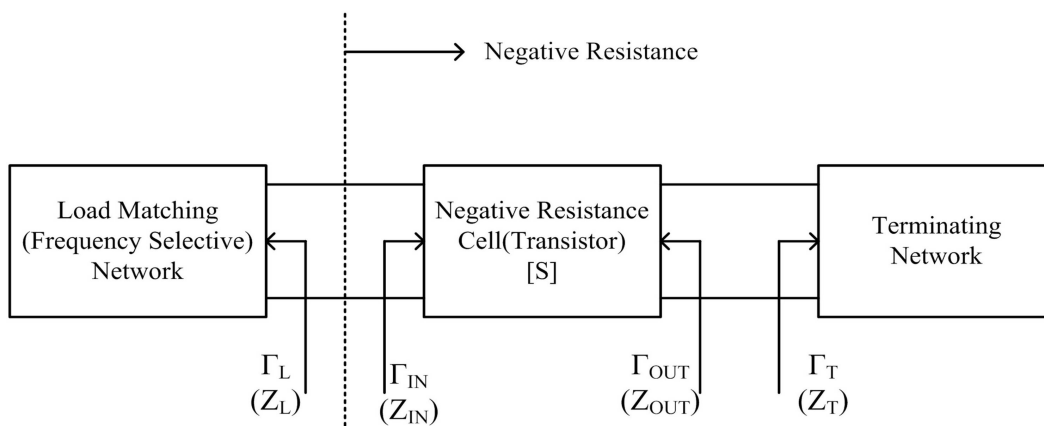 Negative Resistance
Load Matching
(Frequency Selective)
Network
Negative Resistance
Cell(Transistor)
[S]
Terminating
Network
ΓL
(ZL)
ΓIN
(ZIN)
ΓOUT
(ZOUT)
ΓT
(ZT)